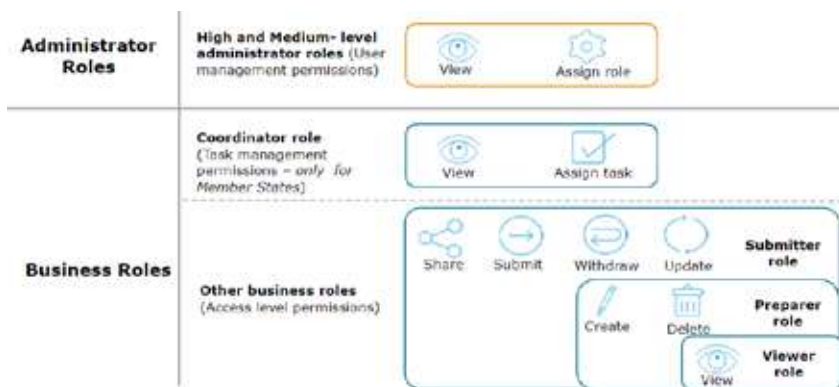 Administrator
Roles
High and Medium- level
administrator roles (User
management permissions)
View
Assign role
Coordinator role
(Task management
permissions – only for
Member States)
View
Assign task
Business Roles
Other business roles
(Access level permissions)
Share
Submit
Withdraw
Update
Submitter
role
Create
Delete
Preparer
role
View
Viewer
role